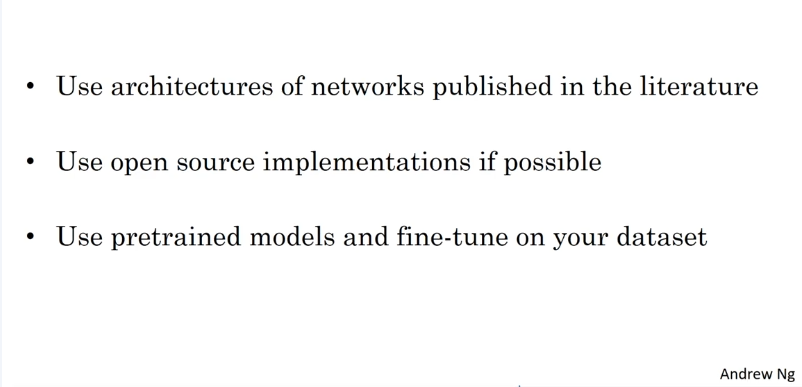 • Use architectures of networks published in the literature
• Use open source implementations if possible
• Use pretrained models and fine-tune on your dataset
Andrew Ng